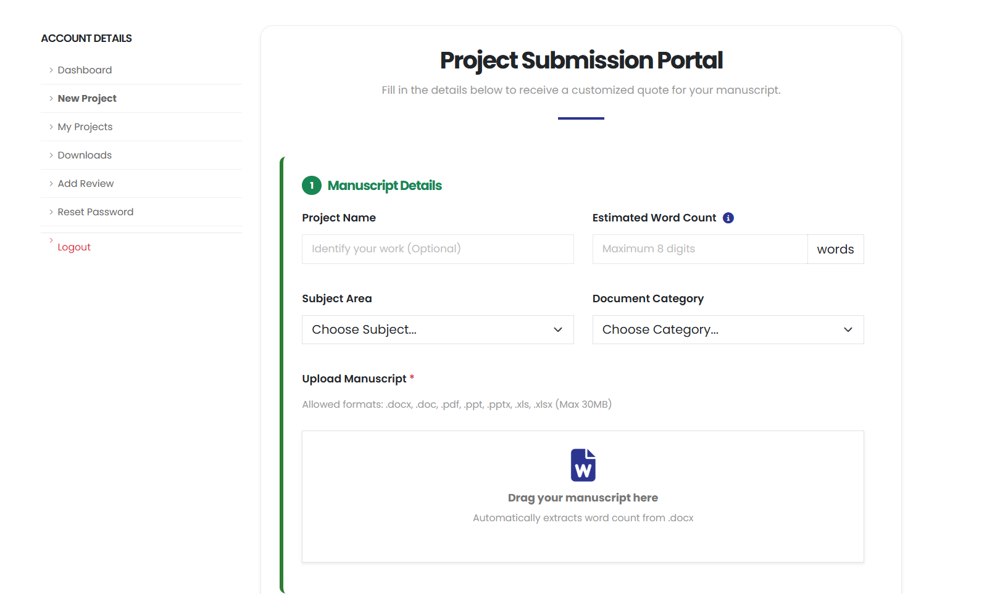 ACCOUNT DETAILS
Dashboard
New Project
My Projects
Downloads
Add Review
Reset Password
Logout
Project Submission Portal
Fill in the details below to receive a customized quote for your manuscript.
1 Manuscript Details
Project Name
Identify your work (Optional)
Estimated Word Count i
Maximum 8 digits words
Subject Area
Choose Subject...
Document Category
Choose Category...
Upload Manuscript *
Allowed formats: .docx, .doc, .pdf, .ppt, .pptx, .xls, .xlsx (Max 30MB)
W
Drag your manuscript here
Automatically extracts word count from .docx